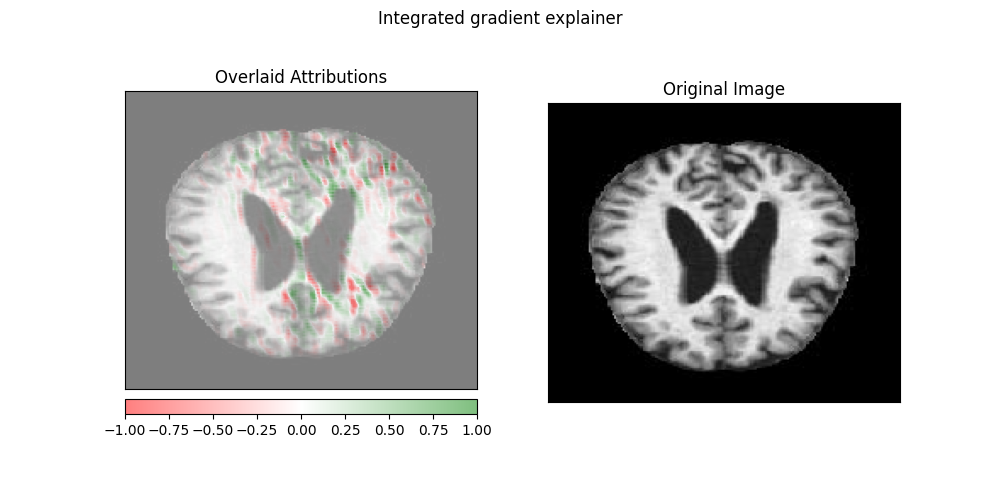 Integrated gradient explainer
Overlaid Attributions
Original Image
−1.00 −0.75 −0.50 −0.25 0.00 0.25 0.50 0.75 1.00